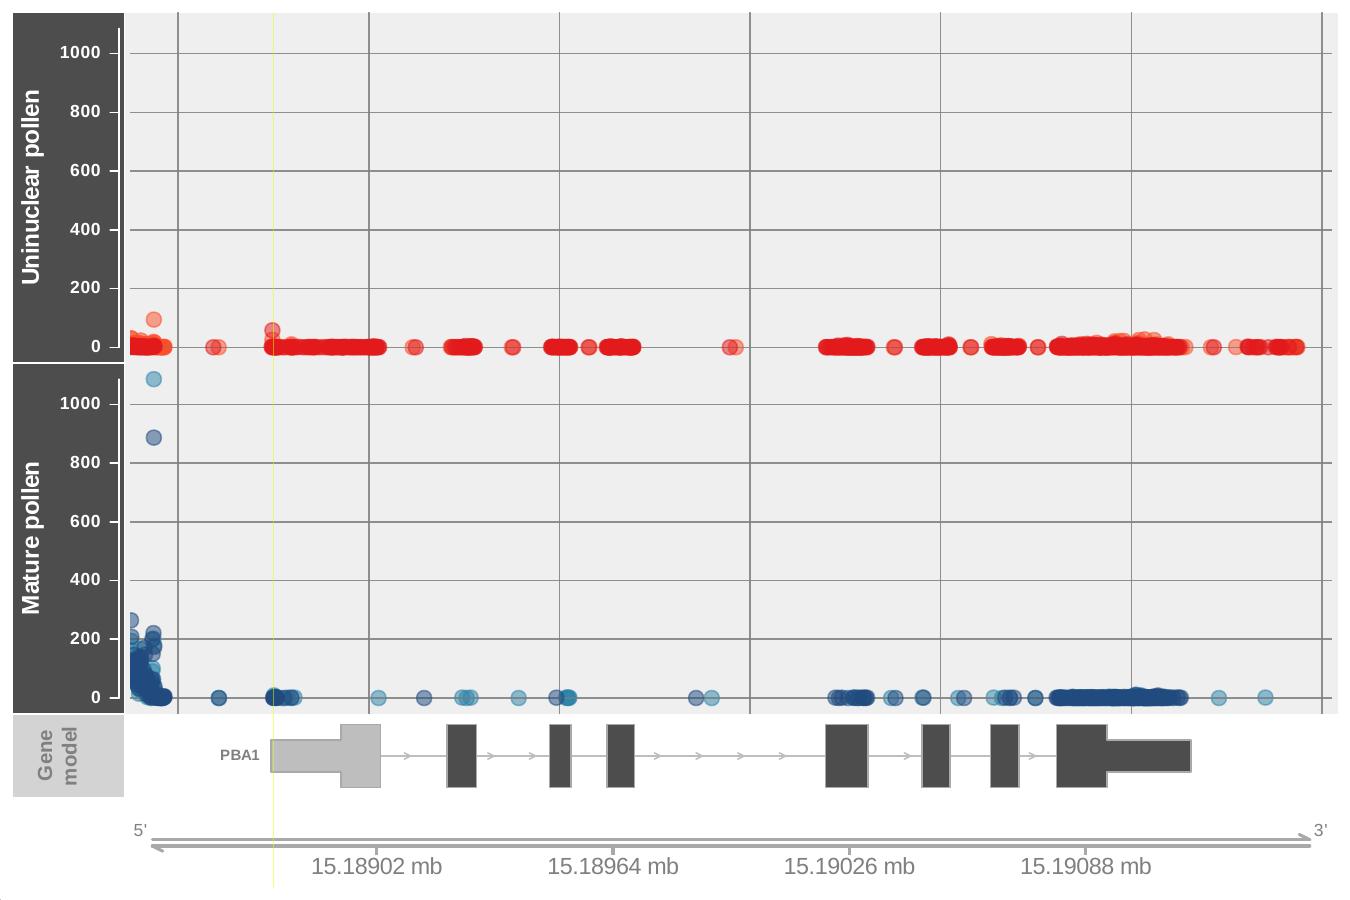 Uninuclear pollen
1000
800
600
400
200
0
Mature pollen
1000
800
600
400
200
0
Gene
model
PBA1
5'
3'
15.18902 mb
15.18964 mb
15.19026 mb
15.19088 mb